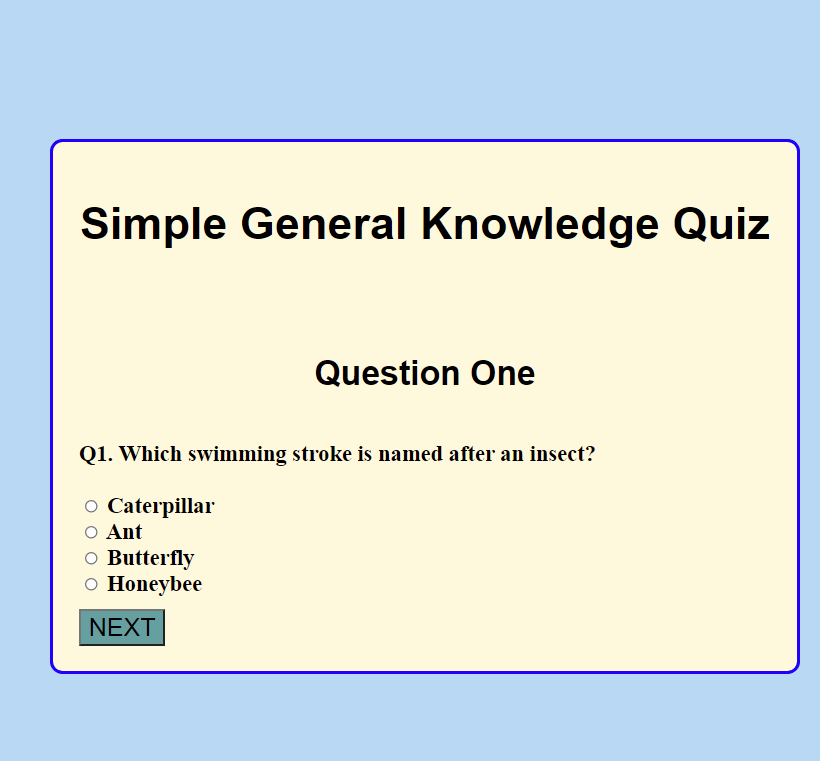 Simple General Knowledge Quiz
Question One
Q1. Which swimming stroke is named after an insect?
Caterpillar
Ant
Butterfly
Honeybee
NEXT